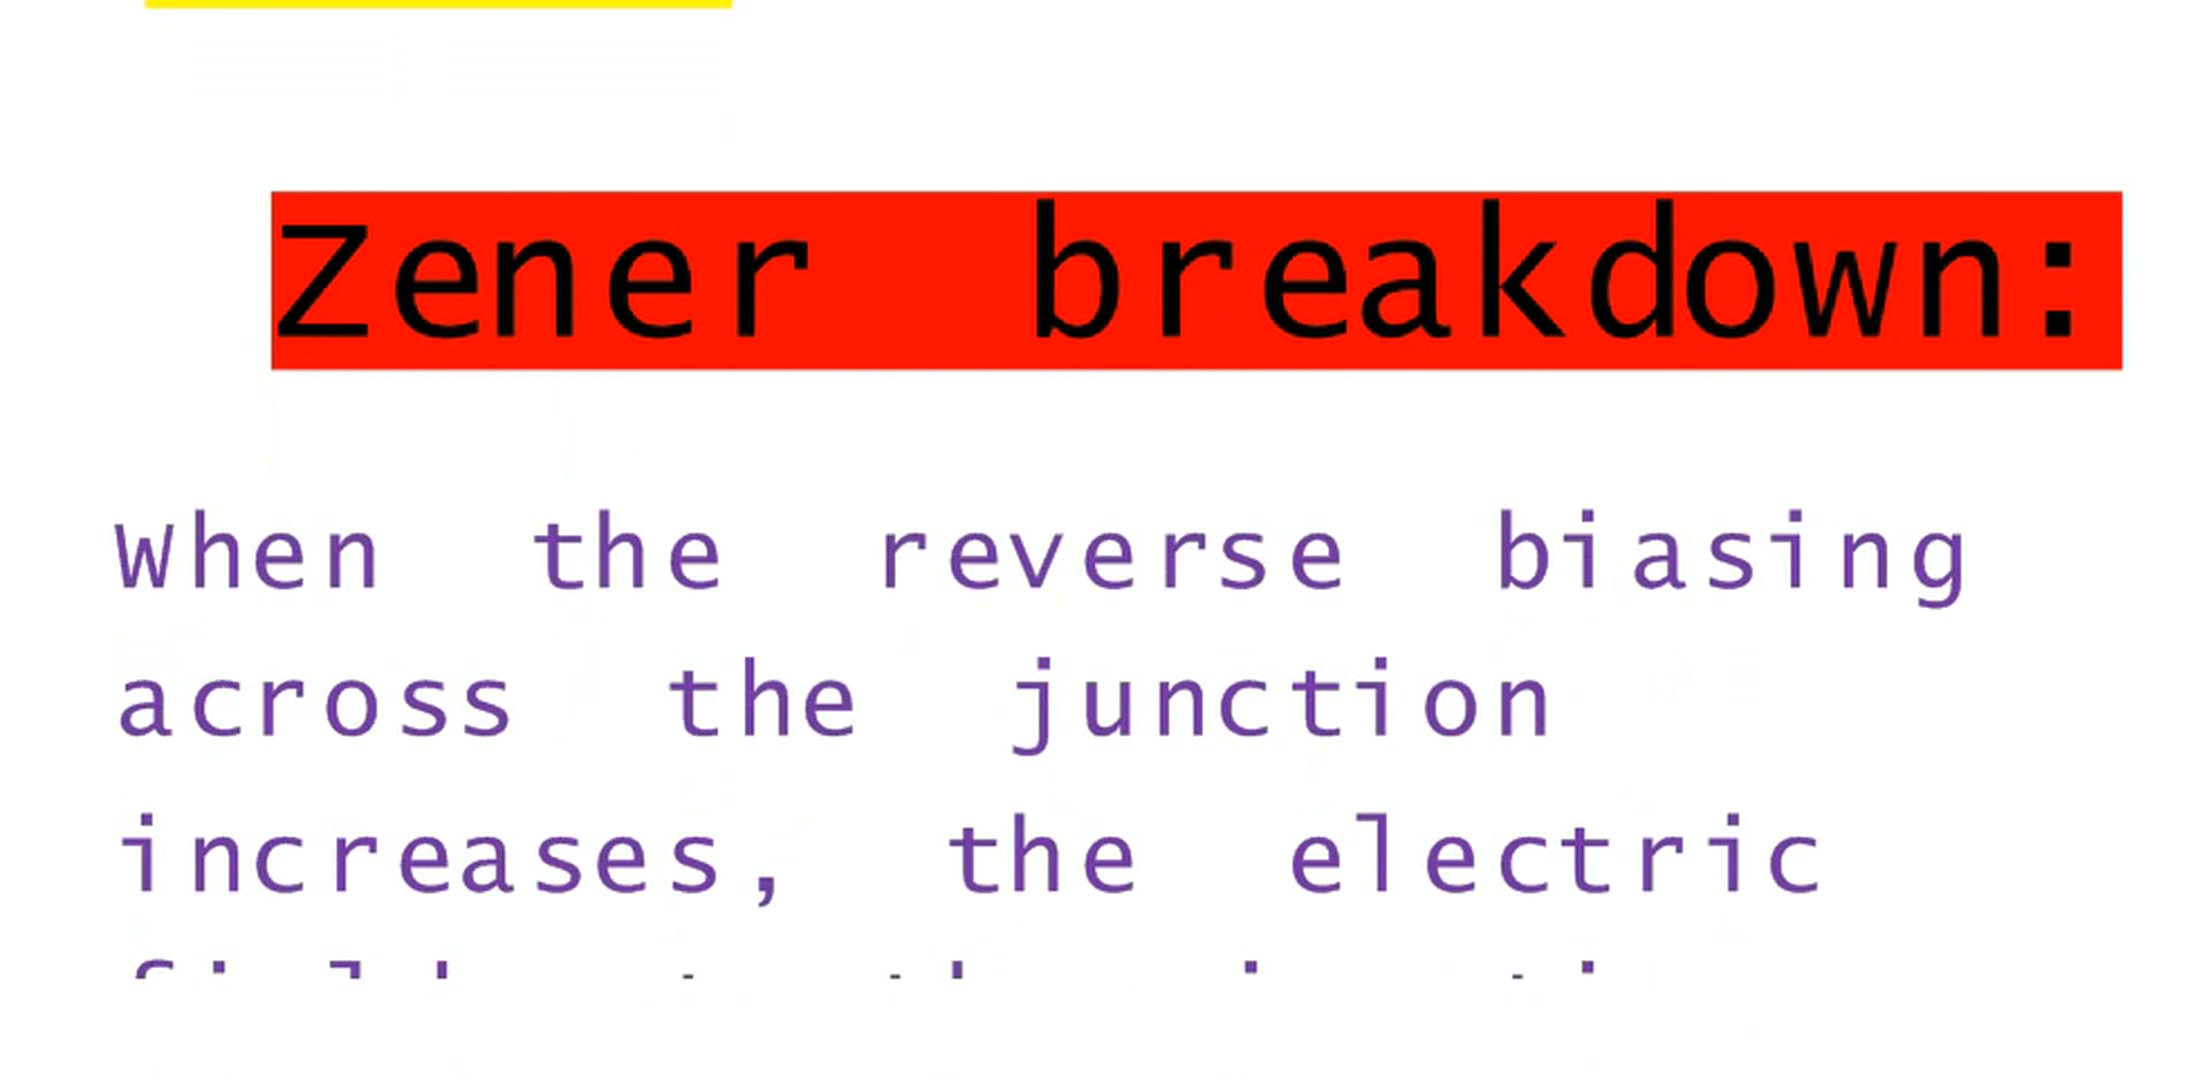 Zener breakdown:
When the reverse biasing
across the junction
increases, the electric